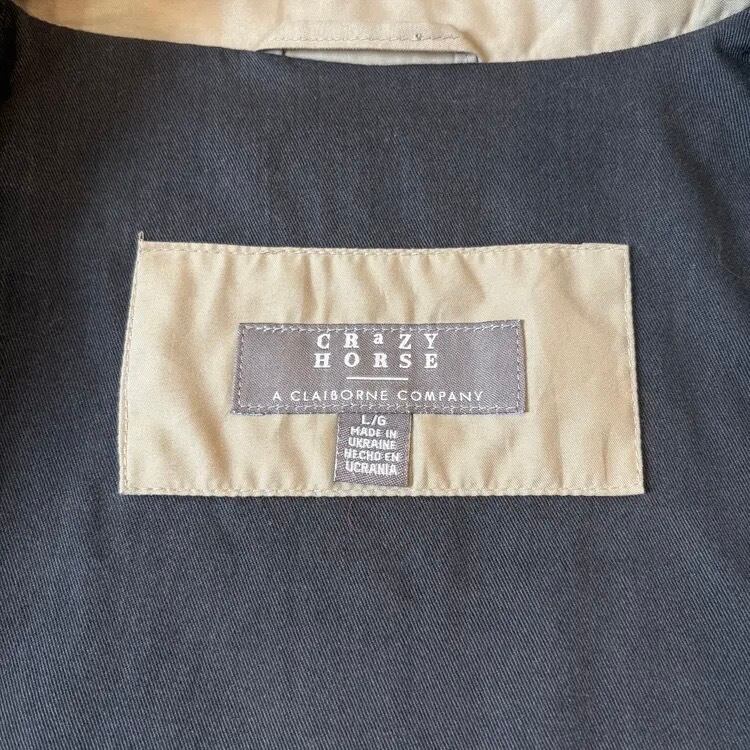 CRaZY
HORSE
A CLAIBORNE COMPANY
L/G
MADE IN
UKRAINE
HECHO EN
UCRANIA